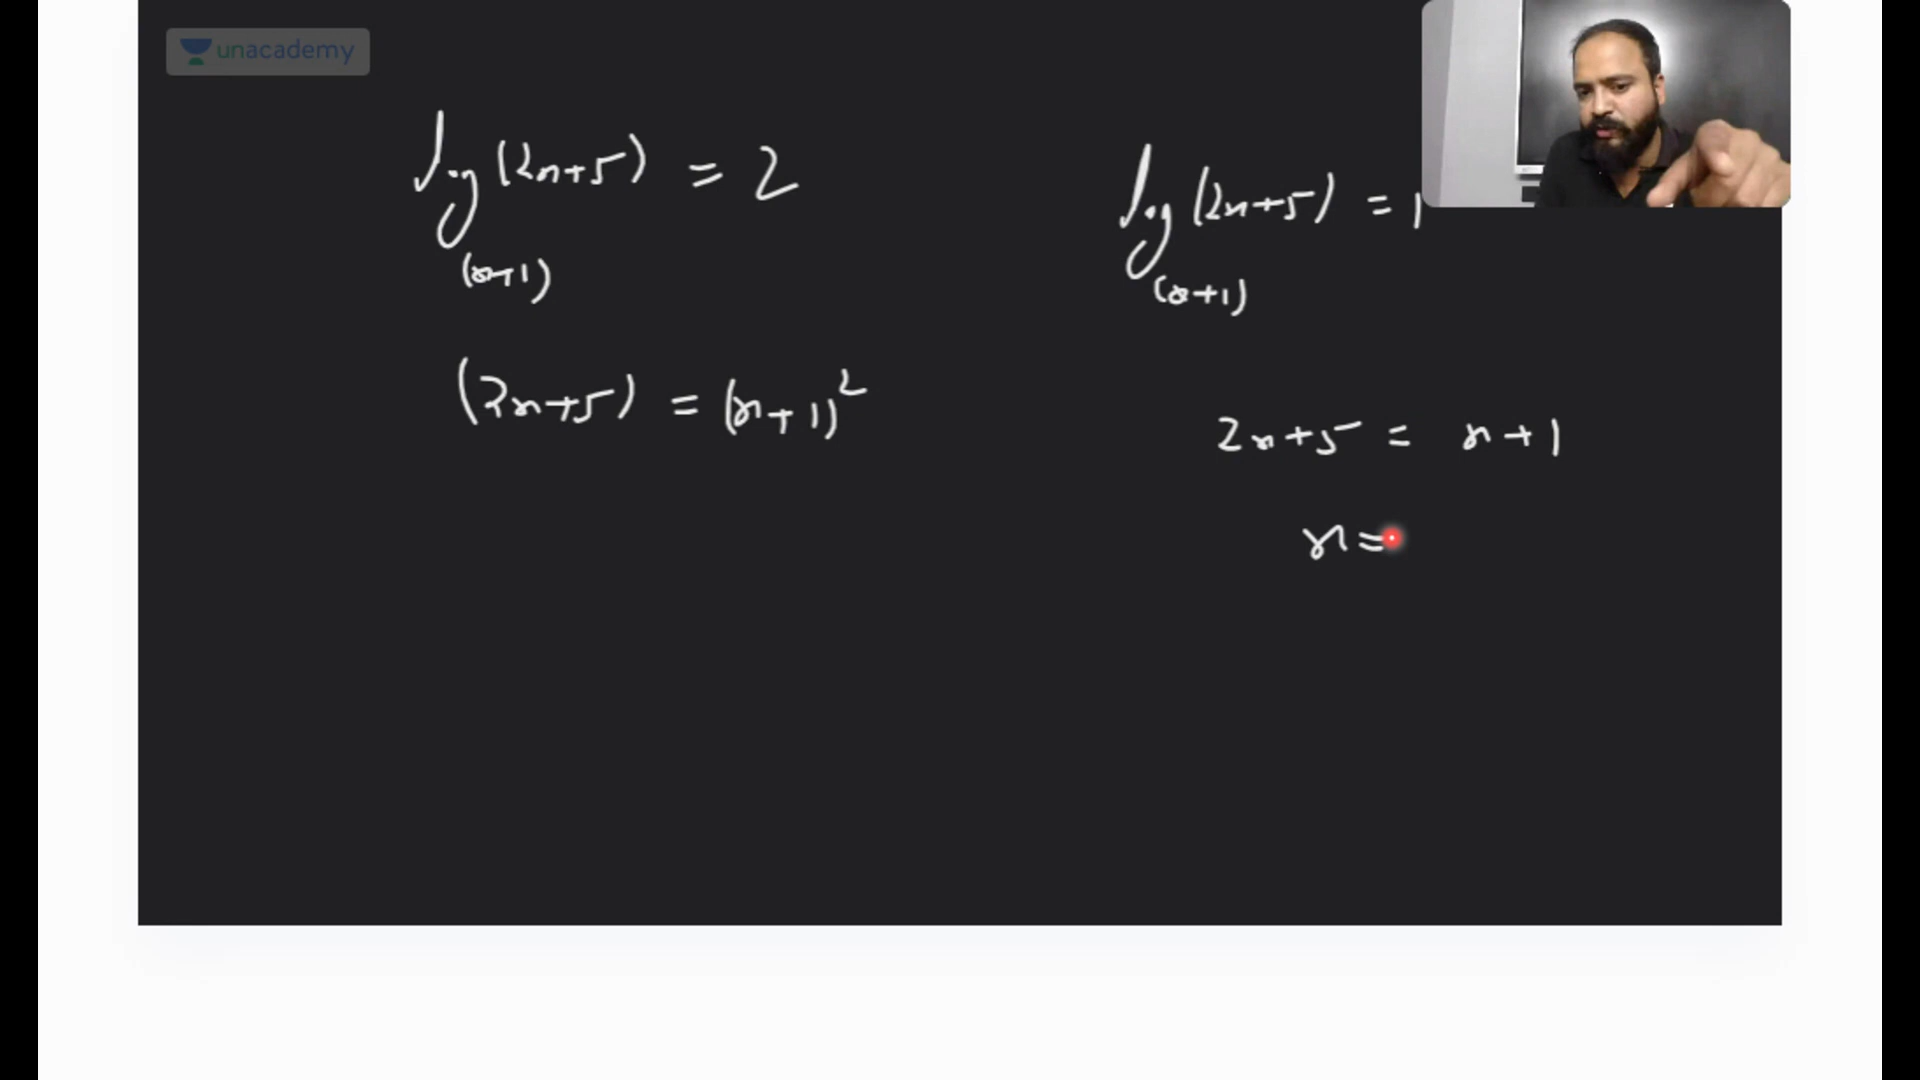 unacademy
log(2x+5) = 2
(x+1)
(2x+5) = (x+1)²
log(2x+5) = 1
(x+1)
2x+5 = x+1
x=